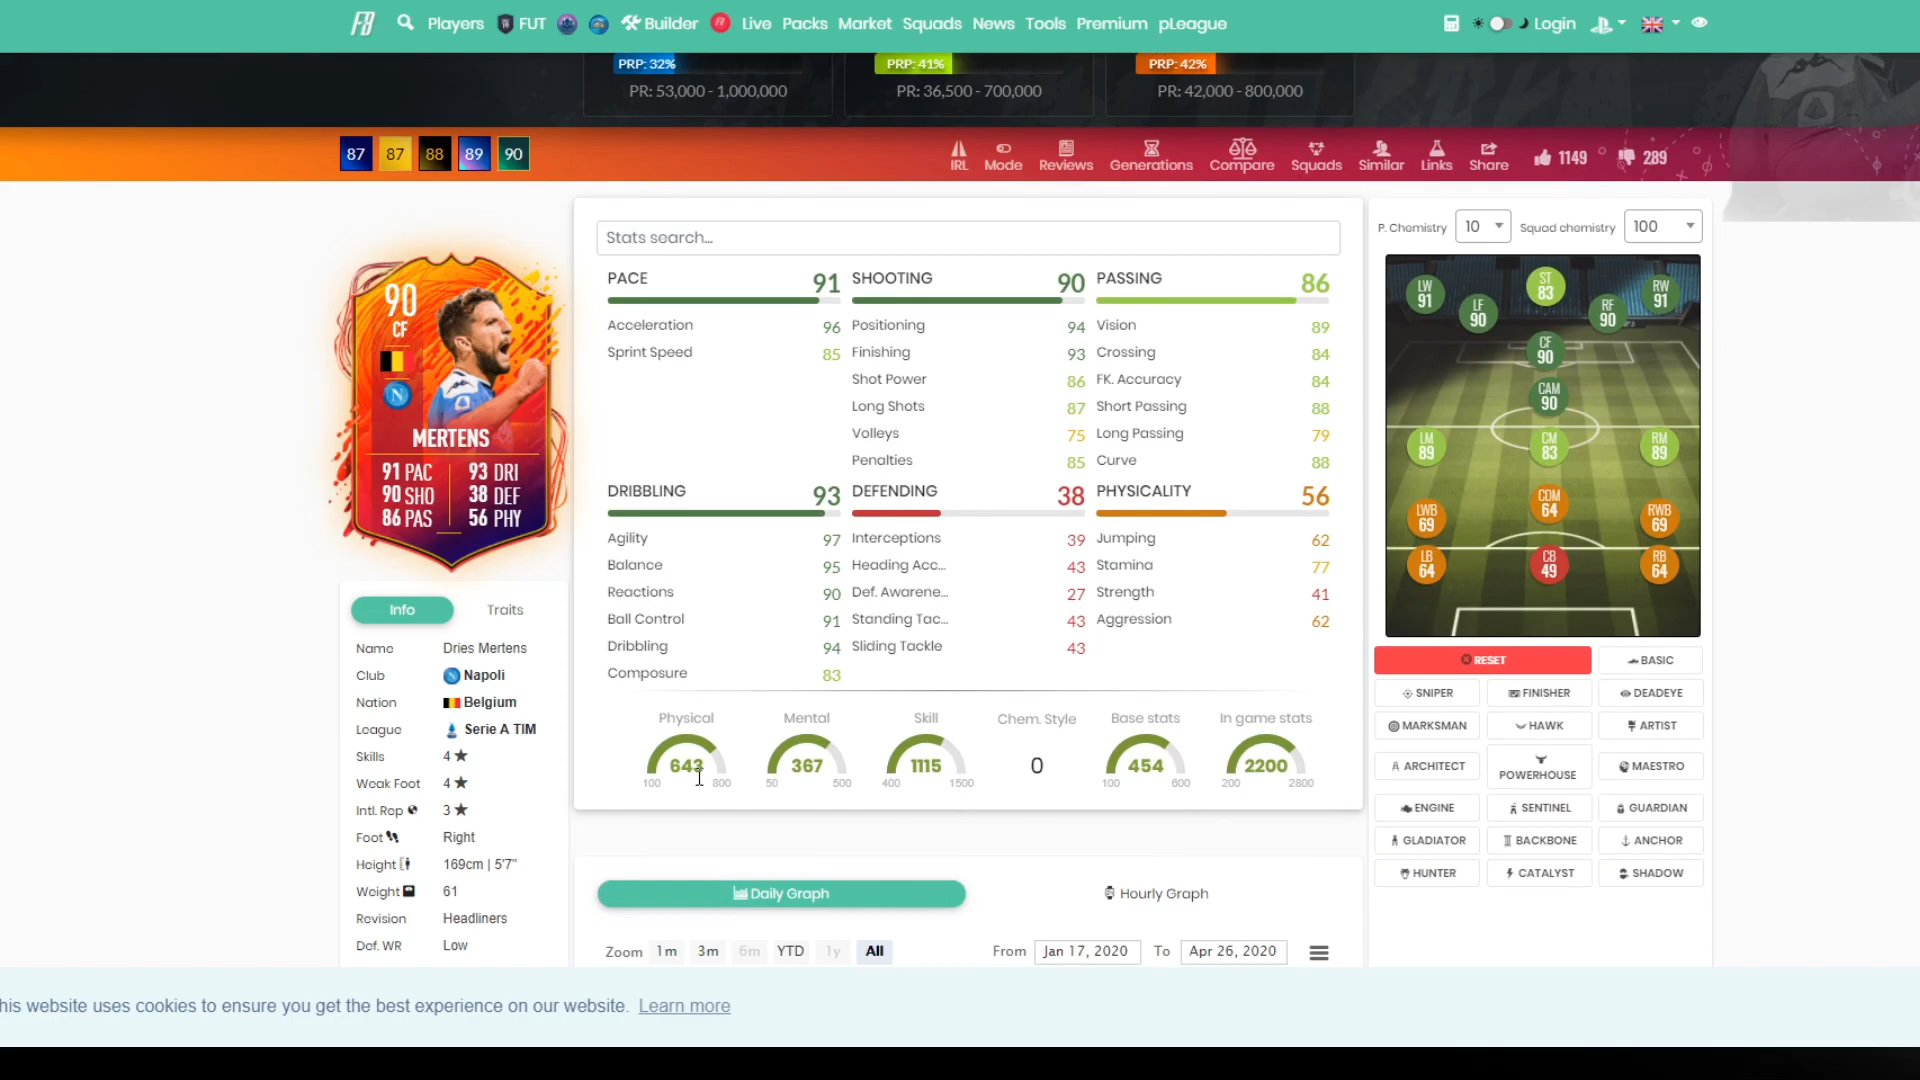 Players FUT Builder Live Packs Market Squads News Tools Premium pLeague Login
PRP: 32% PRP: 41% PRP: 42%
PR: 53,000 - 1,000,000 PR: 36,500 - 700,000 PR: 42,000 - 800,000
87 87 88 89 90
IRL Mode Reviews Generations Compare Squads Similar Links Share 1149 289
90
CF
N
MERTENS
91 PAC 93 DRI
90 SHO 38 DEF
86 PAS 56 PHY
Info Traits
Name Dries Mertens
Club Napoli
Nation Belgium
League Serie A TIM
Skills 4
Weak Foot 4
Intl. Rep 3
Foot Right
Height 169cm | 5'7"
Weight 61
Revision Headliners
Def. WR Low
Stats search...
PACE 91
Acceleration 96
Sprint Speed 85
SHOOTING 90
Positioning 94
Finishing 93
Shot Power 86
Long Shots 87
Volleys 75
Penalties 85
PASSING 86
Vision 89
Crossing 84
FK. Accuracy 84
Short Passing 88
Long Passing 79
Curve 88
DRIBBLING 93
Agility 97
Balance 95
Reactions 90
Ball Control 91
Dribbling 94
Composure 83
DEFENDING 38
Interceptions 39
Heading Acc... 43
Def. Awarene... 27
Standing Tac... 43
Sliding Tackle 43
PHYSICALITY 56
Jumping 62
Stamina 77
Strength 41
Aggression 62
Physical Mental Skill Chem. Style Base stats In game stats
643 367 1115 0 454 2200
100 800 50 500 400 1500 100 600 200 2800
Daily Graph Hourly Graph
Zoom 1m 3m 6m YTD 1y All From Jan 17, 2020 To Apr 26, 2020
P. Chemistry 10 Squad chemistry 100
LW 91
ST 83
RW 91
LF 90
RF 90
CF 90
CAM 90
LM 89
CM 83
RM 89
LWB 69
CDM 64
RWB 69
LB 64
CB 49
RB 64
RESET BASIC
SNIPER FINISHER DEADEYE
MARKSMAN HAWK ARTIST
ARCHITECT POWERHOUSE MAESTRO
ENGINE SENTINEL GUARDIAN
GLADIATOR BACKBONE ANCHOR
HUNTER CATALYST SHADOW
his website uses cookies to ensure you get the best experience on our website. Learn more